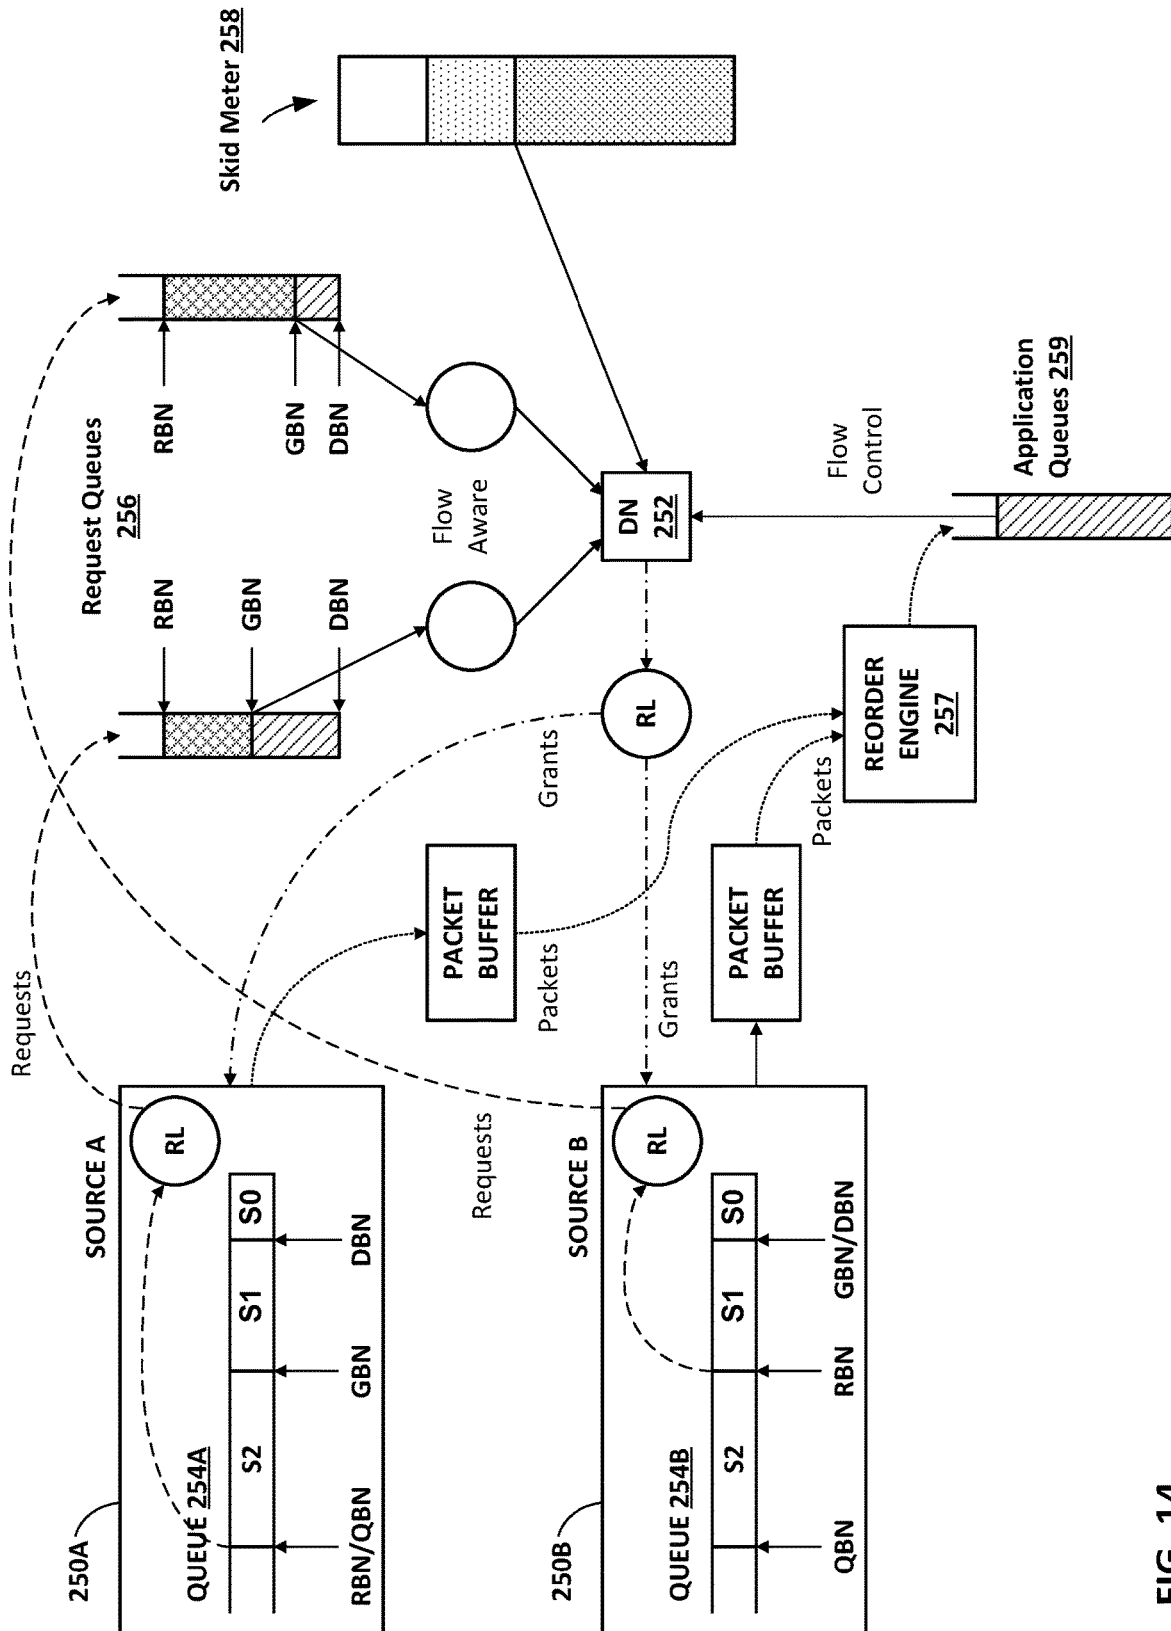 Requests
250A
SOURCE A
RL
QUEUE 254A
S2
S1
S0
RBN/QBN
GBN
DBN
Request Queues
256
RBN
GBN
DBN
RBN
GBN
DBN
Skid Meter 258
Flow
Aware
PACKET
BUFFER
Packets
Grants
Requests
250B
SOURCE B
RL
QUEUE 254B
S2
S1
S0
QBN
RBN
GBN/DBN
Grants
RL
DN
252
PACKET
BUFFER
Packets
REORDER
ENGINE
257
Flow
Control
Application
Queues 259
FIG. 14